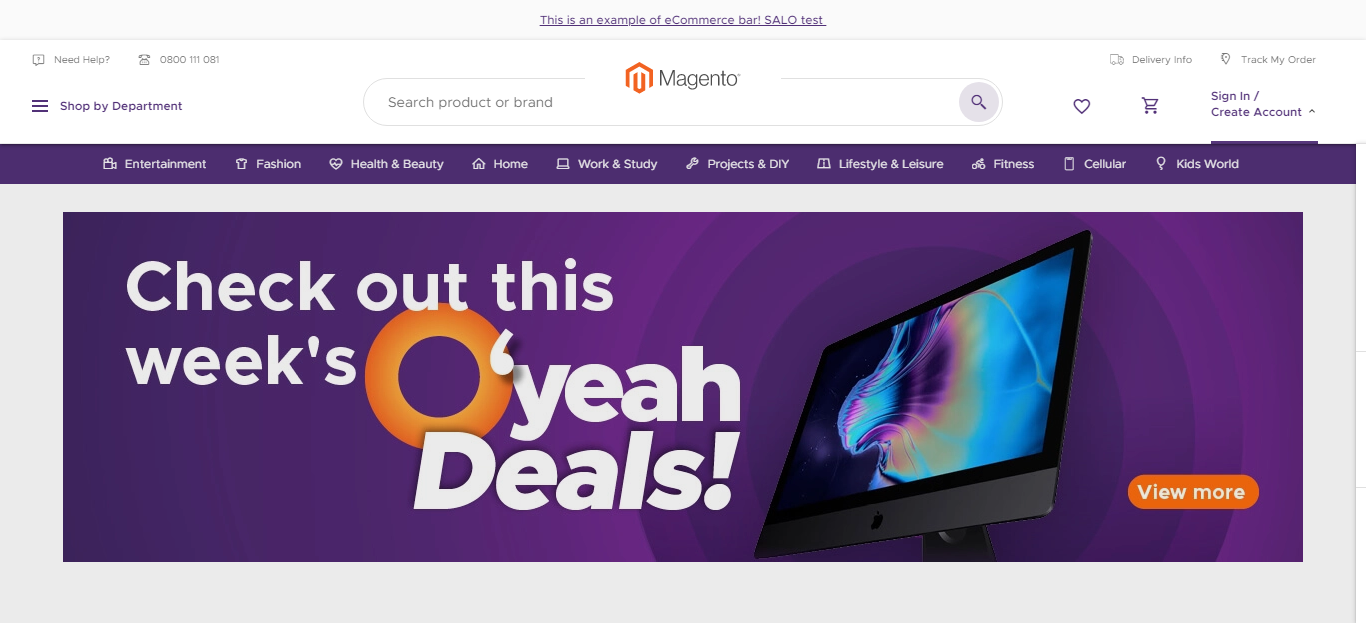 This is an example of eCommerce bar! SALO test
Need Help?
0800 111 081
Magento
Delivery Info
Track My Order
Shop by Department
Search product or brand
Sign In /
Create Account
Entertainment
Fashion
Health & Beauty
Home
Work & Study
Projects & DIY
Lifestyle & Leisure
Fitness
Cellular
Kids World
Check out this
week's O'yeah
Deals!
View more